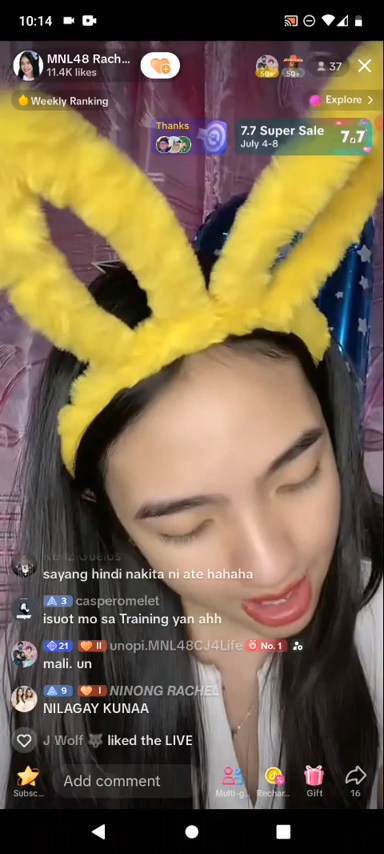 10:14
MNL48 Rach...
11.4K likes
50+
50+
37
Weekly Ranking
Explore >
Thanks
7.7 Super Sale
July 4-8
7.7
sayang hindi nakita ni ate hahaha
3 casperomelet
isuot mo sa Training yan ahh
21 II unopi.MNL48CJ4Life No. 1
mali. un
9 I NINONG RACHEL
NILAGAY KUNAA
J Wolf liked the LIVE
Subsc...
Add comment
Multi-g...
Rechar...
Gift
16